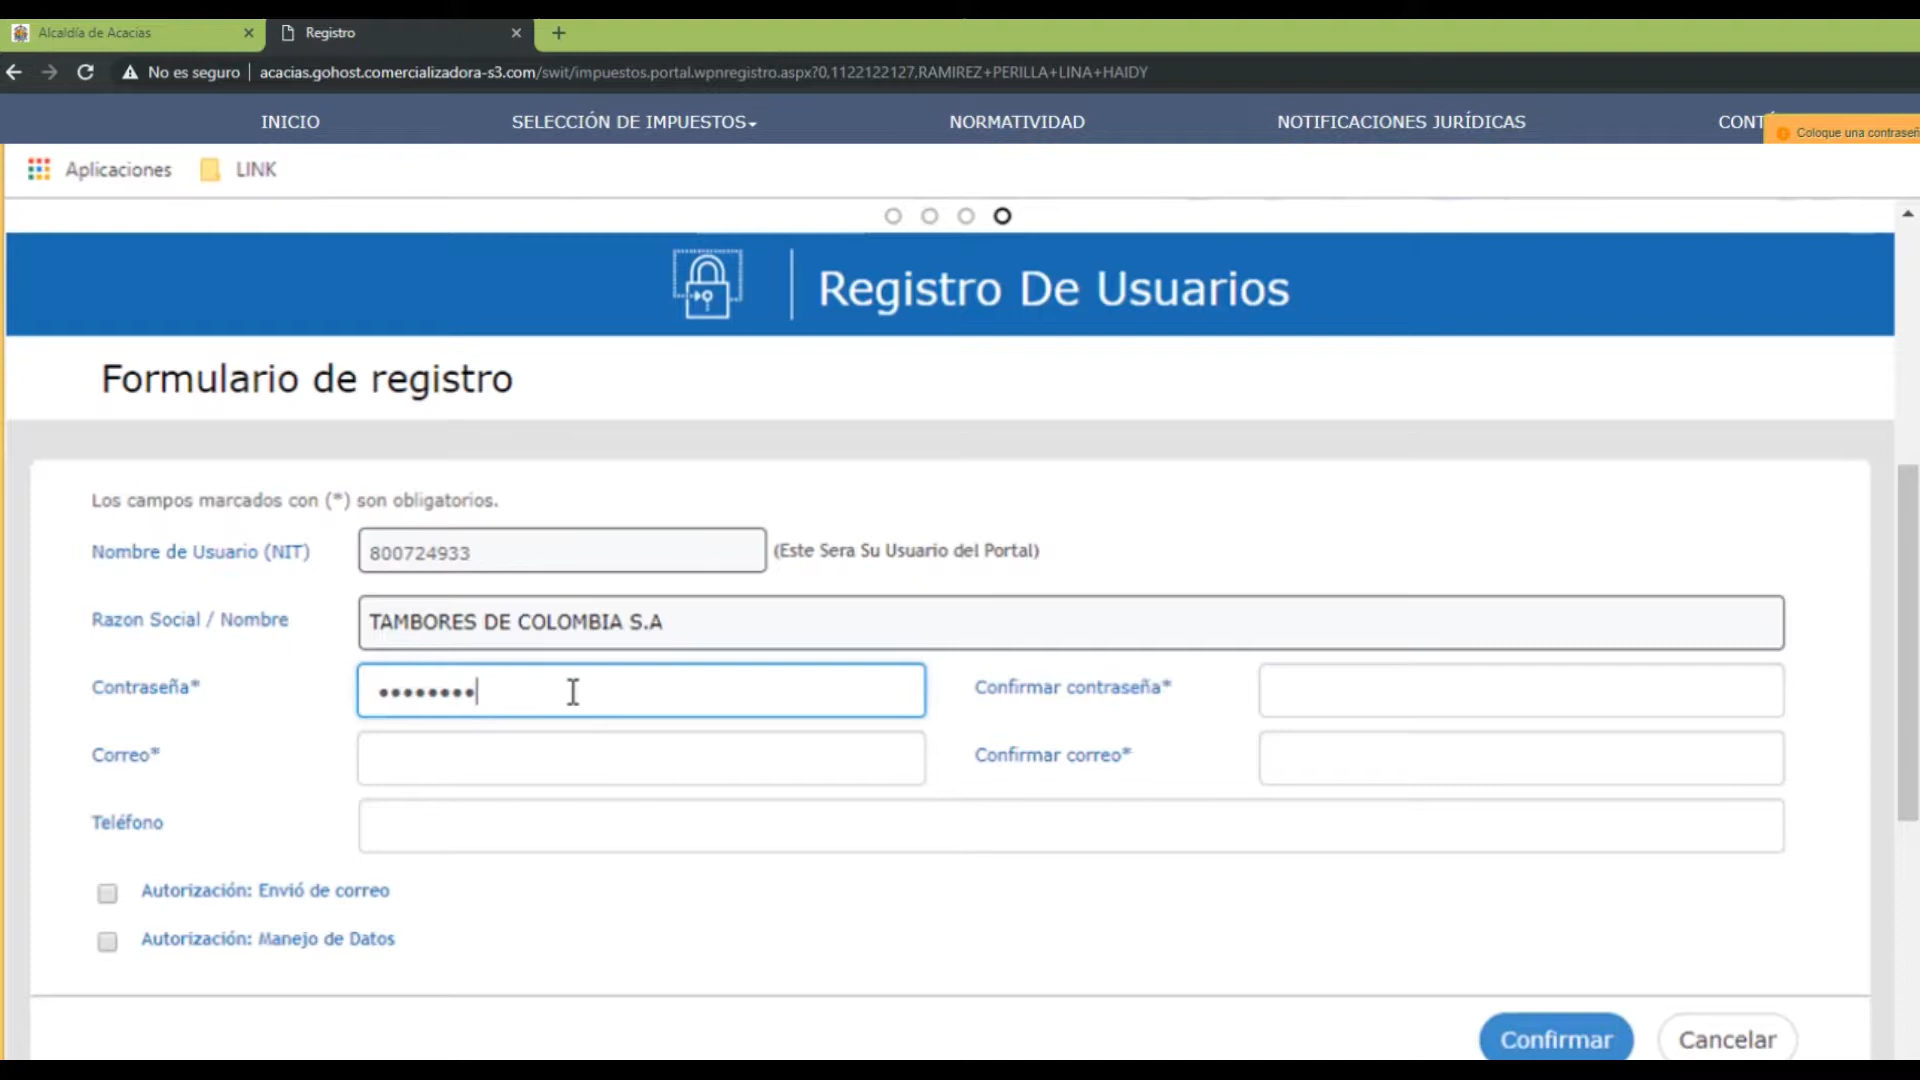 Alcaldía de Acacias
Registro
No es seguro
acacias.gohost.comercializadora-s3.com/swit/impuestos.portal.wpnregistro.aspx?0,1122122127,RAMIREZ+PERILLA+LINA+HAIDY
INICIO SELECCIÓN DE IMPUESTOS NORMATIVIDAD NOTIFICACIONES JURÍDICAS CONTÁ
Coloque una contraseñ
Aplicaciones LINK
Registro De Usuarios
Formulario de registro
Los campos marcados con (*) son obligatorios.
Nombre de Usuario (NIT) 800724933 (Este Sera Su Usuario del Portal)
Razon Social / Nombre TAMBORES DE COLOMBIA S.A
Contraseña* •••••••• Confirmar contraseña*
Correo* Confirmar correo*
Teléfono
Autorización: Envió de correo
Autorización: Manejo de Datos
Confirmar Cancelar